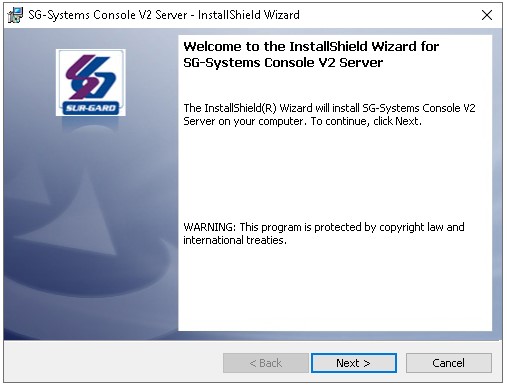 SG-Systems Console V2 Server - InstallShield Wizard
Welcome to the InstallShield Wizard for
SG-Systems Console V2 Server
SUR-GARD
The InstallShield(R) Wizard will install SG-Systems Console V2
Server on your computer. To continue, click Next.
WARNING: This program is protected by copyright law and
international treaties.
< Back
Next >
Cancel